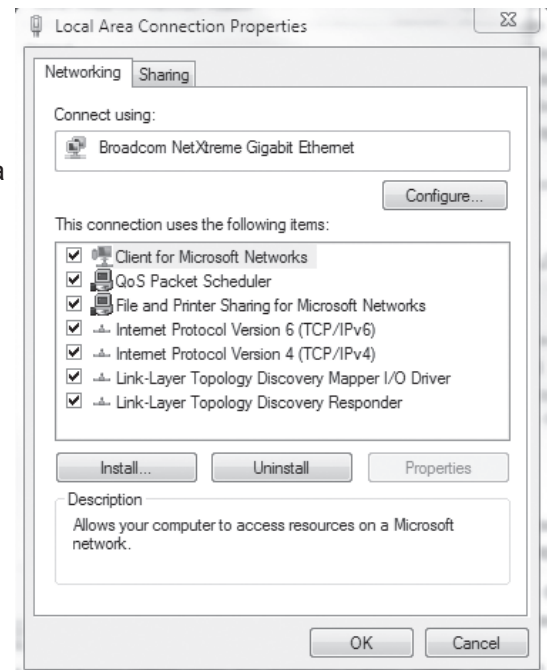 Local Area Connection Properties
Networking
Sharing
Connect using:
Broadcom NetXtreme Gigabit Ethernet
a
Configure...
This connection uses the following items:
Client for Microsoft Networks
QoS Packet Scheduler
File and Printer Sharing for Microsoft Networks
Internet Protocol Version 6 (TCP/IPv6)
Internet Protocol Version 4 (TCP/IPv4)
Link-Layer Topology Discovery Mapper I/O Driver
Link-Layer Topology Discovery Responder
Install...
Uninstall
Properties
Description
Allows your computer to access resources on a Microsoft
network.
OK
Cancel